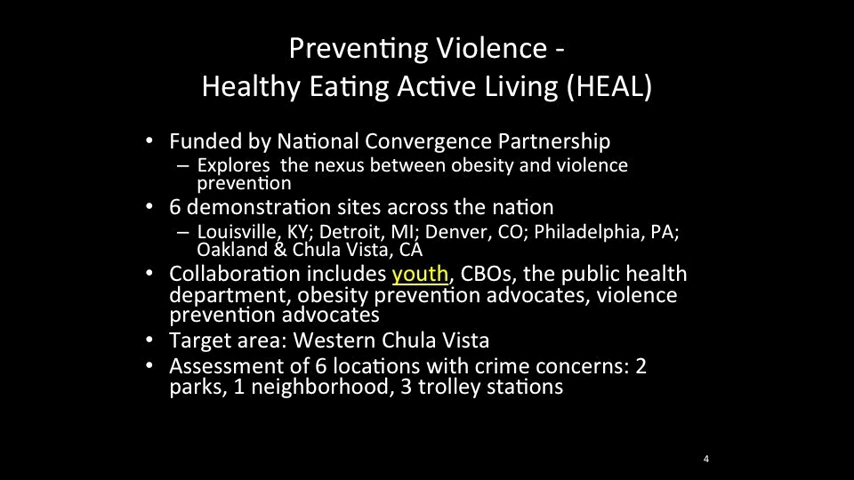 Preventing Violence -
Healthy Eating Active Living (HEAL)
• Funded by National Convergence Partnership
– Explores the nexus between obesity and violence
prevention
• 6 demonstration sites across the nation
– Louisville, KY; Detroit, MI; Denver, CO; Philadelphia, PA;
Oakland & Chula Vista, CA
• Collaboration includes youth, CBOs, the public health
department, obesity prevention advocates, violence
prevention advocates
• Target area: Western Chula Vista
• Assessment of 6 locations with crime concerns: 2
parks, 1 neighborhood, 3 trolley stations
4